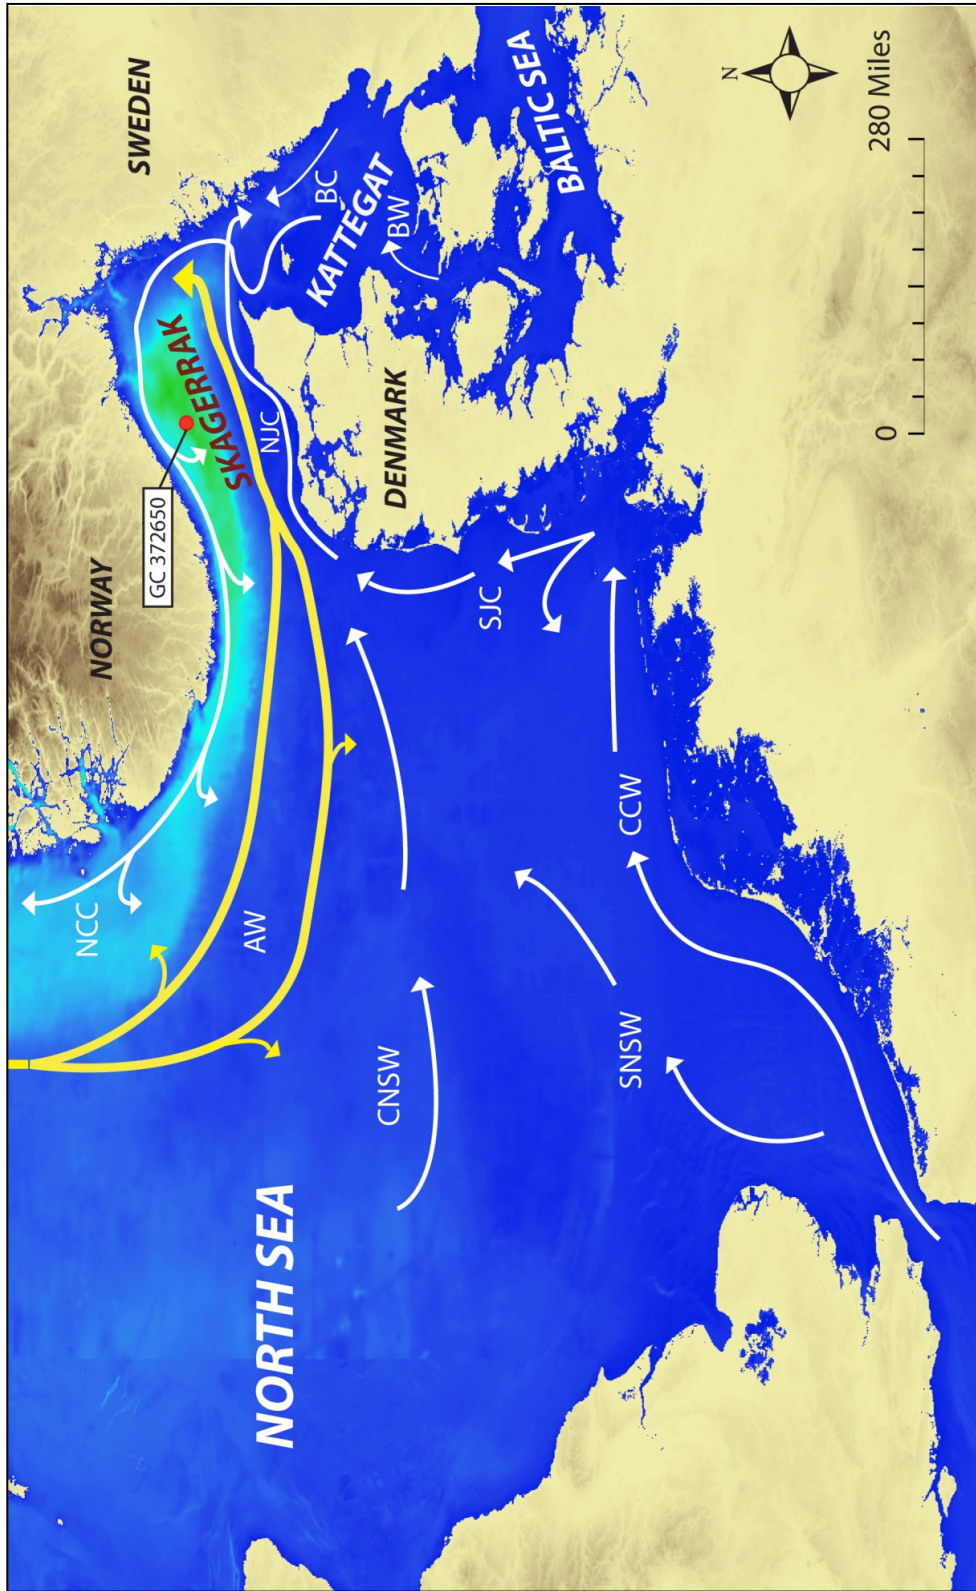 NORWAY
SWEDEN
GC 372650
SKAGERRAK
NCC
AW
NJC
BC
KATTEGAT
BW
BALTIC SEA
DENMARK
NORTH SEA
CNSW
SJC
SNSW
CCW
N
0
280 Miles